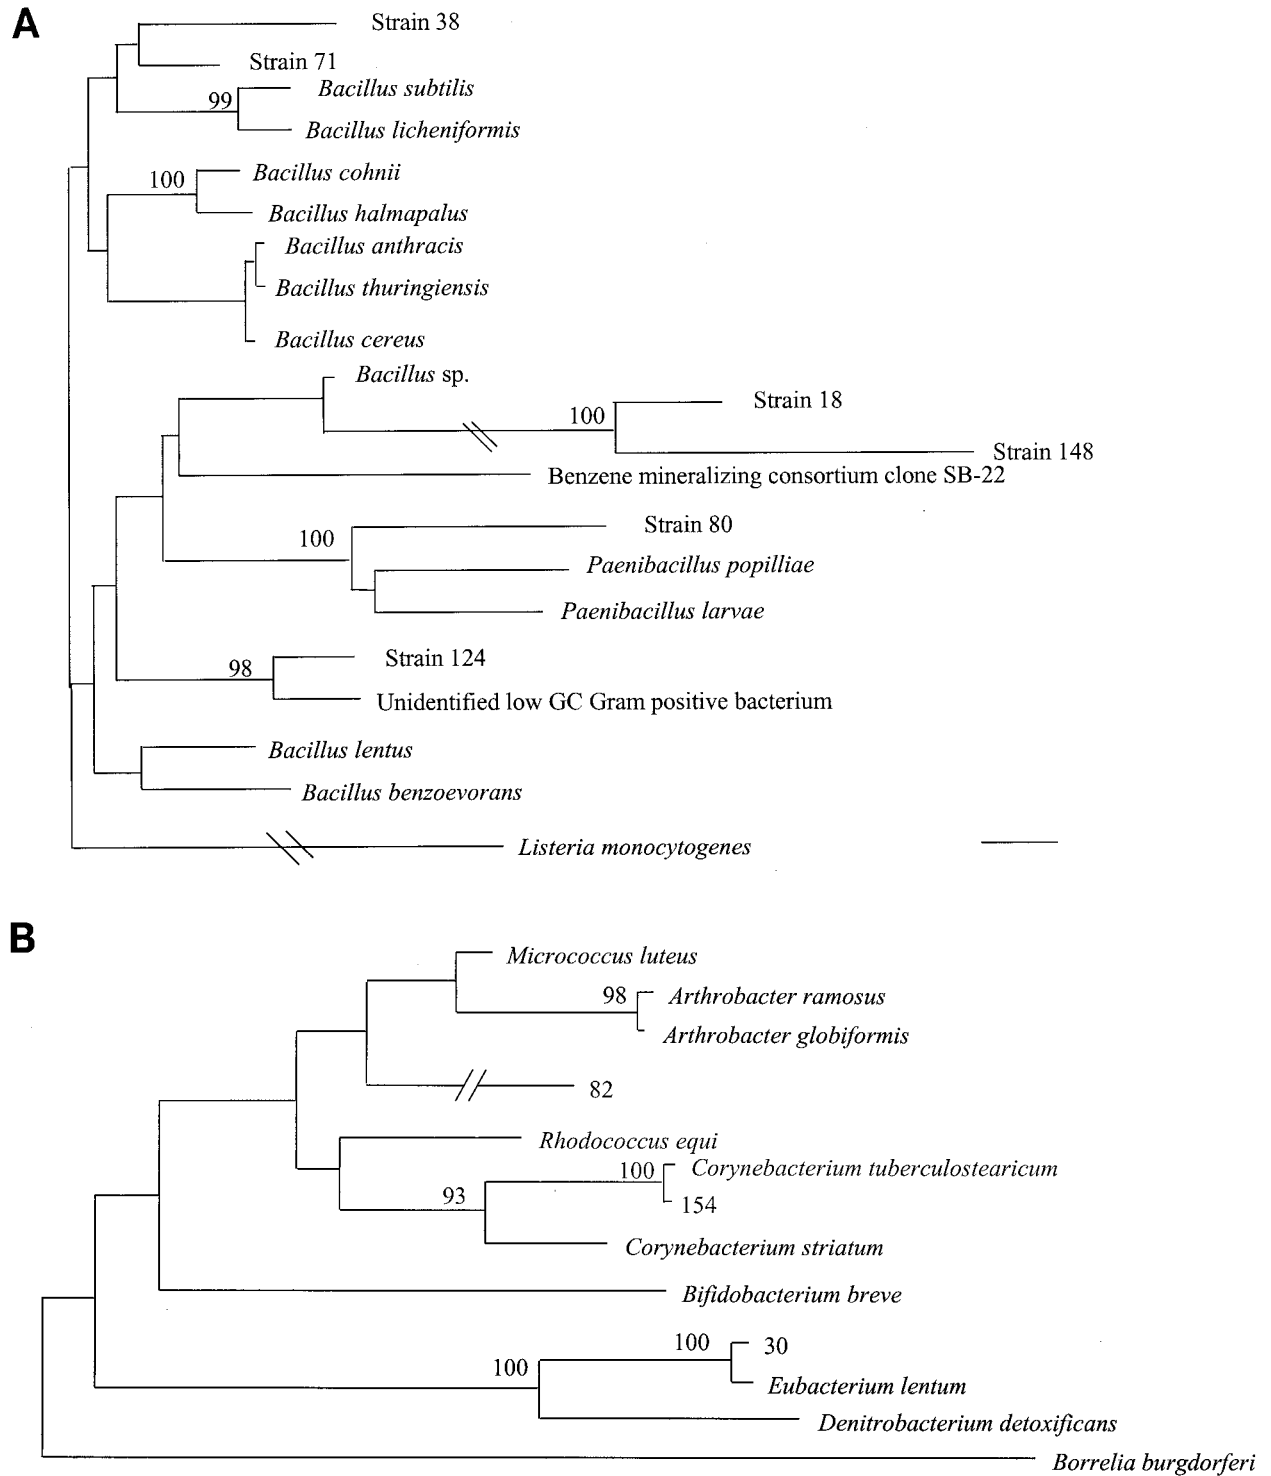 A
Strain 38
Strain 71
99
Bacillus subtilis
Bacillus licheniformis
100
Bacillus cohnii
Bacillus halmapalus
Bacillus anthracis
Bacillus thuringiensis
Bacillus cereus
Bacillus sp.
100
Strain 18
Strain 148
Benzene mineralizing consortium clone SB-22
100
Strain 80
Paenibacillus popilliae
Paenibacillus larvae
98
Strain 124
Unidentified low GC Gram positive bacterium
Bacillus lentus
Bacillus benzoevorans
Listeria monocytogenes
B
Micrococcus luteus
98
Arthrobacter ramosus
Arthrobacter globiformis
82
Rhodococcus equi
100
Corynebacterium tuberculostearicum
93
154
Corynebacterium striatum
Bifidobacterium breve
100
30
100
Eubacterium lentum
Denitrobacterium detoxificans
Borrelia burgdorferi